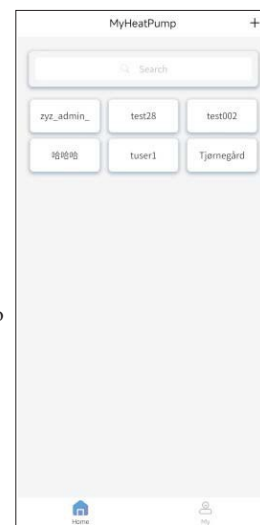 MyHeatPump +
Search
zyz_admin_ test28 test002
哈哈哈 tuser1 Tjørnegård
Home My